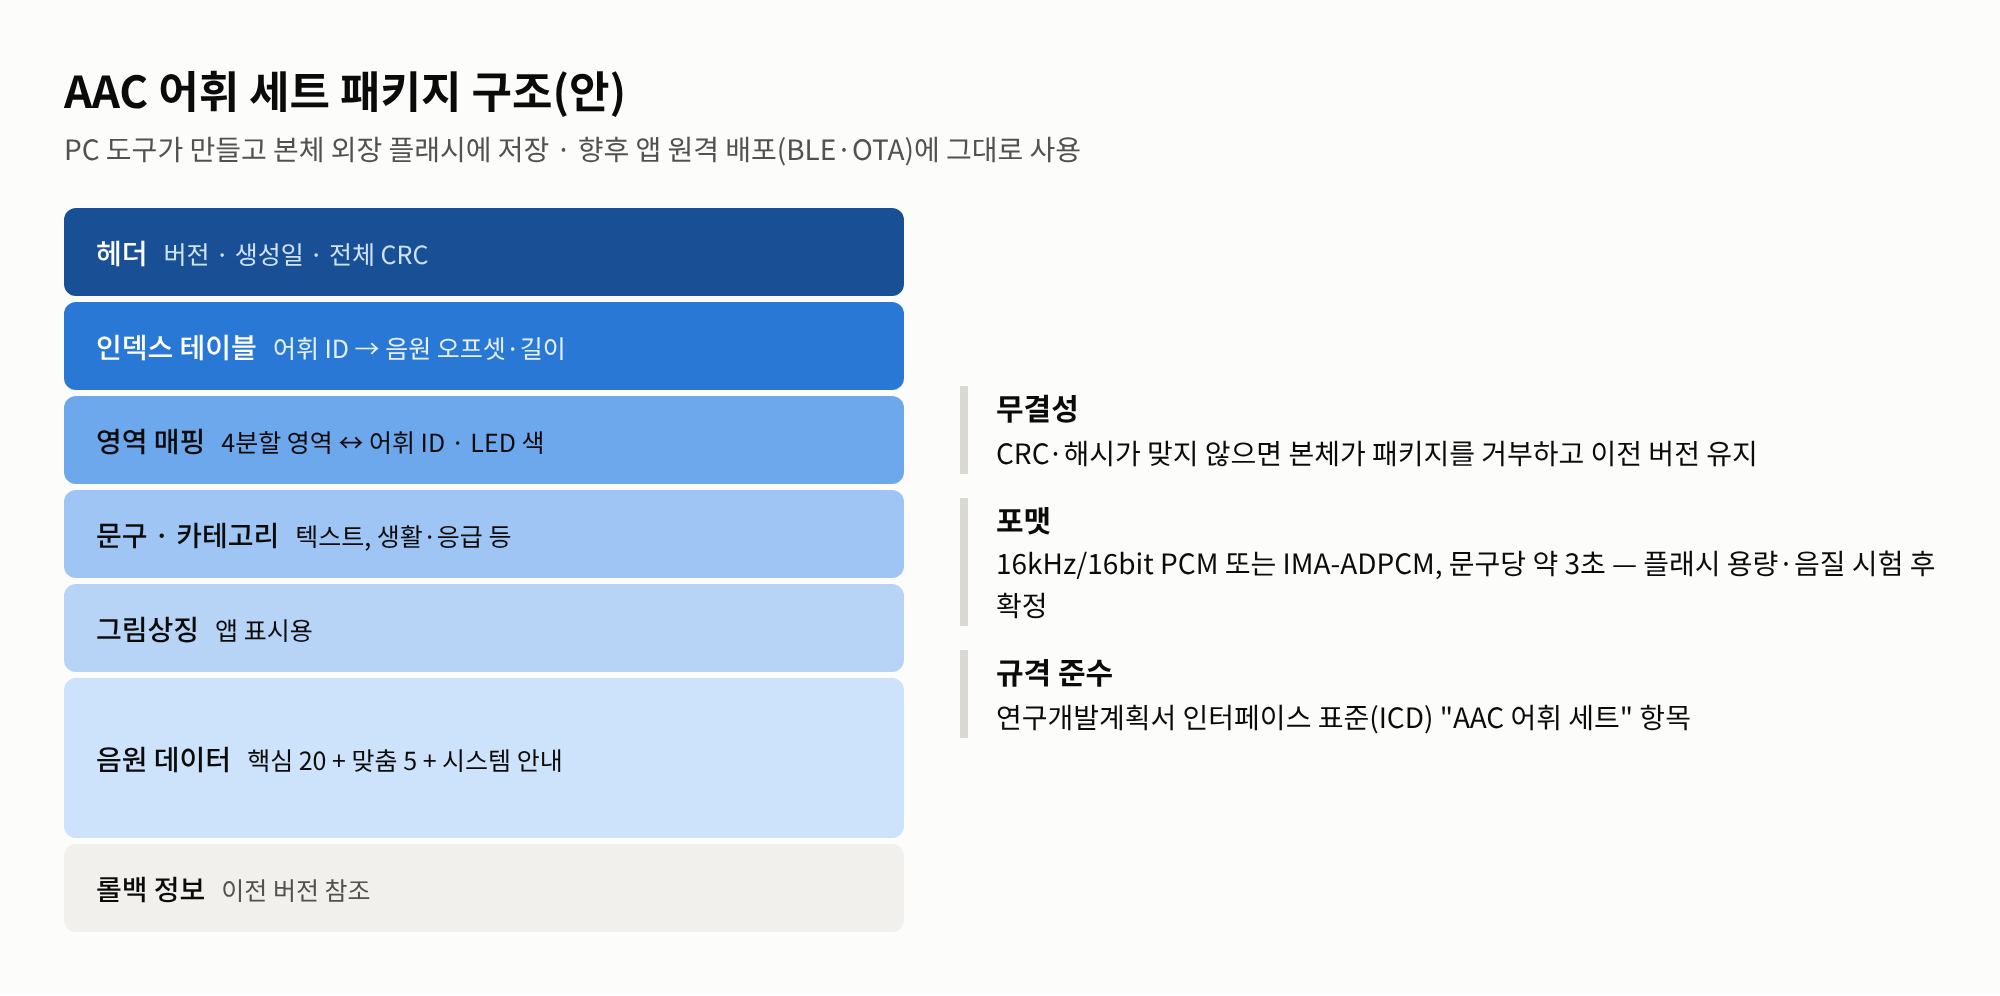 AAC 어휘 세트 패키지 구조(안)
PC 도구가 만들고 본체 외장 플래시에 저장 · 향후 앱 원격 배포(BLE·OTA)에 그대로 사용
헤더 버전 · 생성일 · 전체 CRC
인덱스 테이블 어휘 ID → 음원 오프셋·길이
영역 매핑 4분할 영역 ↔ 어휘 ID · LED 색
문구 · 카테고리 텍스트, 생활·응급 등
그림상징 앱 표시용
음원 데이터 핵심 20 + 맞춤 5 + 시스템 안내
롤백 정보 이전 버전 참조
무결성
CRC·해시가 맞지 않으면 본체가 패키지를 거부하고 이전 버전 유지
포맷
16kHz/16bit PCM 또는 IMA-ADPCM, 문구당 약 3초 — 플래시 용량·음질 시험 후
확정
규격 준수
연구개발계획서 인터페이스 표준(ICD) "AAC 어휘 세트" 항목